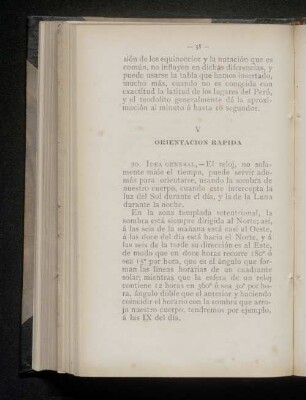 — 58 —
sión de los equinoccios y la nutación que es
común, no influyen en dichas diferencias, y
puede usarse la tabla que hemos insertado,
mucho más, cuando no es conocida con
exactitud la latitud de los lugares del Perú,
y el teodolito generalmente dá la aproxi-
mación al minuto ó hasta 16 segundos.
V
ORIENTACION RAPIDA
20. IDEA GENERAL.—El reloj, no sola-
mente mide el tiempo, puede servir ade-
más para orientarse, usando la sombra de
nuestro cuerpo, cuando este intercepta la
luz del Sol durante el día, y la de la Luna
durante la noche.
En la zona templada setentrional, la
sombra está siempre dirigida al Norte; así,
á las seis de la mañana está casi al Oeste,
á las doce del día está hacia el Norte, y á
las seis de la tarde su dirección es al Este,
de modo que en doce horas recorre 180° ó
sea 15° por hora, que es el ángulo que for-
man las líneas horarias de un cuadrante
solar; mientras que la esfera de un reloj
contiene 12 horas en 360° ó sea 30° por ho-
ra, ángulo doble que el anterior y haciendo
coincidir el horario con la sombra que arro-
ja nuestro cuerpo, tendremos por ejemplo,
á las IX del día.